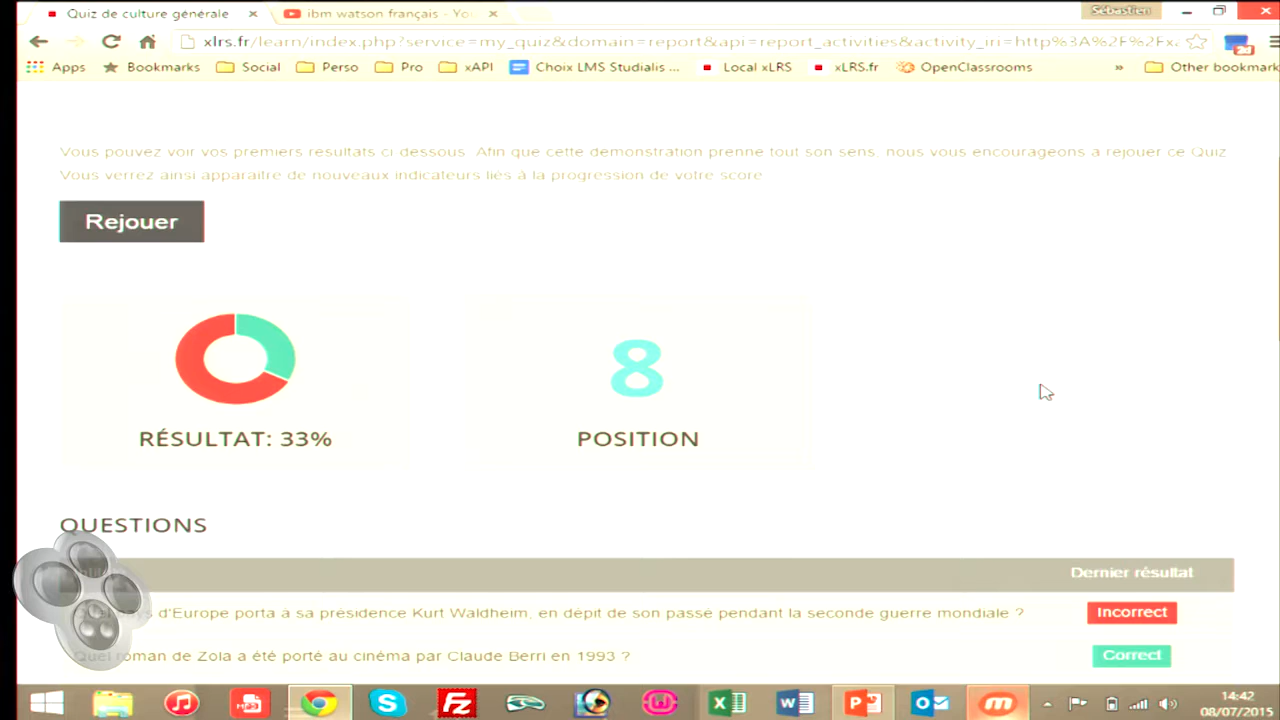 Quiz de culture générale
ibm watson français - You
Sébastien
xlrs.fr/learn/index.php?service=my_quiz&domain=report&api=report_activities&activity_iri=http%3A%2F%2Fx
Apps
Bookmarks
Social
Perso
Pro
xAPI
Choix LMS Studialis ...
Local xLRS
xLRS.fr
OpenClassrooms
»
Other bookmark
Vous pouvez voir vos premiers resultats ci dessous. Afin que cette demonstration prenne tout son sens, nous vous encourageons a rejouer ce Quiz.
Vous verrez ainsi apparaitre de nouveaux indicateurs liés à la progression de votre score
Rejouer
8
RÉSULTAT: 33%
POSITION
QUESTIONS
Dernier résultat
d'Europe porta à sa présidence Kurt Waldheim, en dépit de son passé pendant la seconde guerre mondiale ?
Incorrect
Quel roman de Zola a été porté au cinéma par Claude Berri en 1993 ?
Correct
14:42
08/07/2015